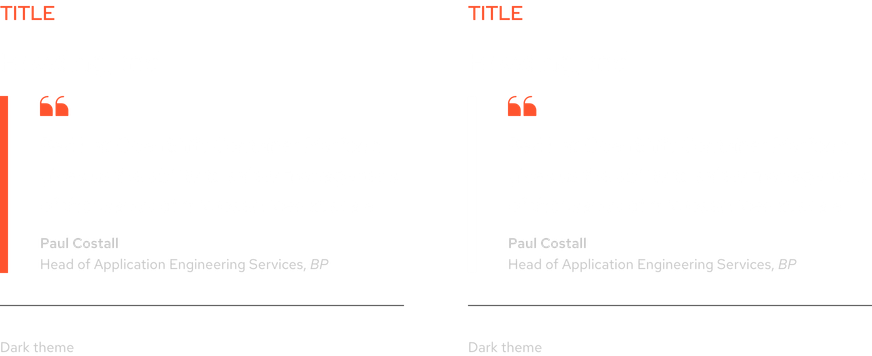 TITLE
❝
Paul Costall
Head of Application Engineering Services, BP
Dark theme
TITLE
❝
Paul Costall
Head of Application Engineering Services, BP
Dark theme